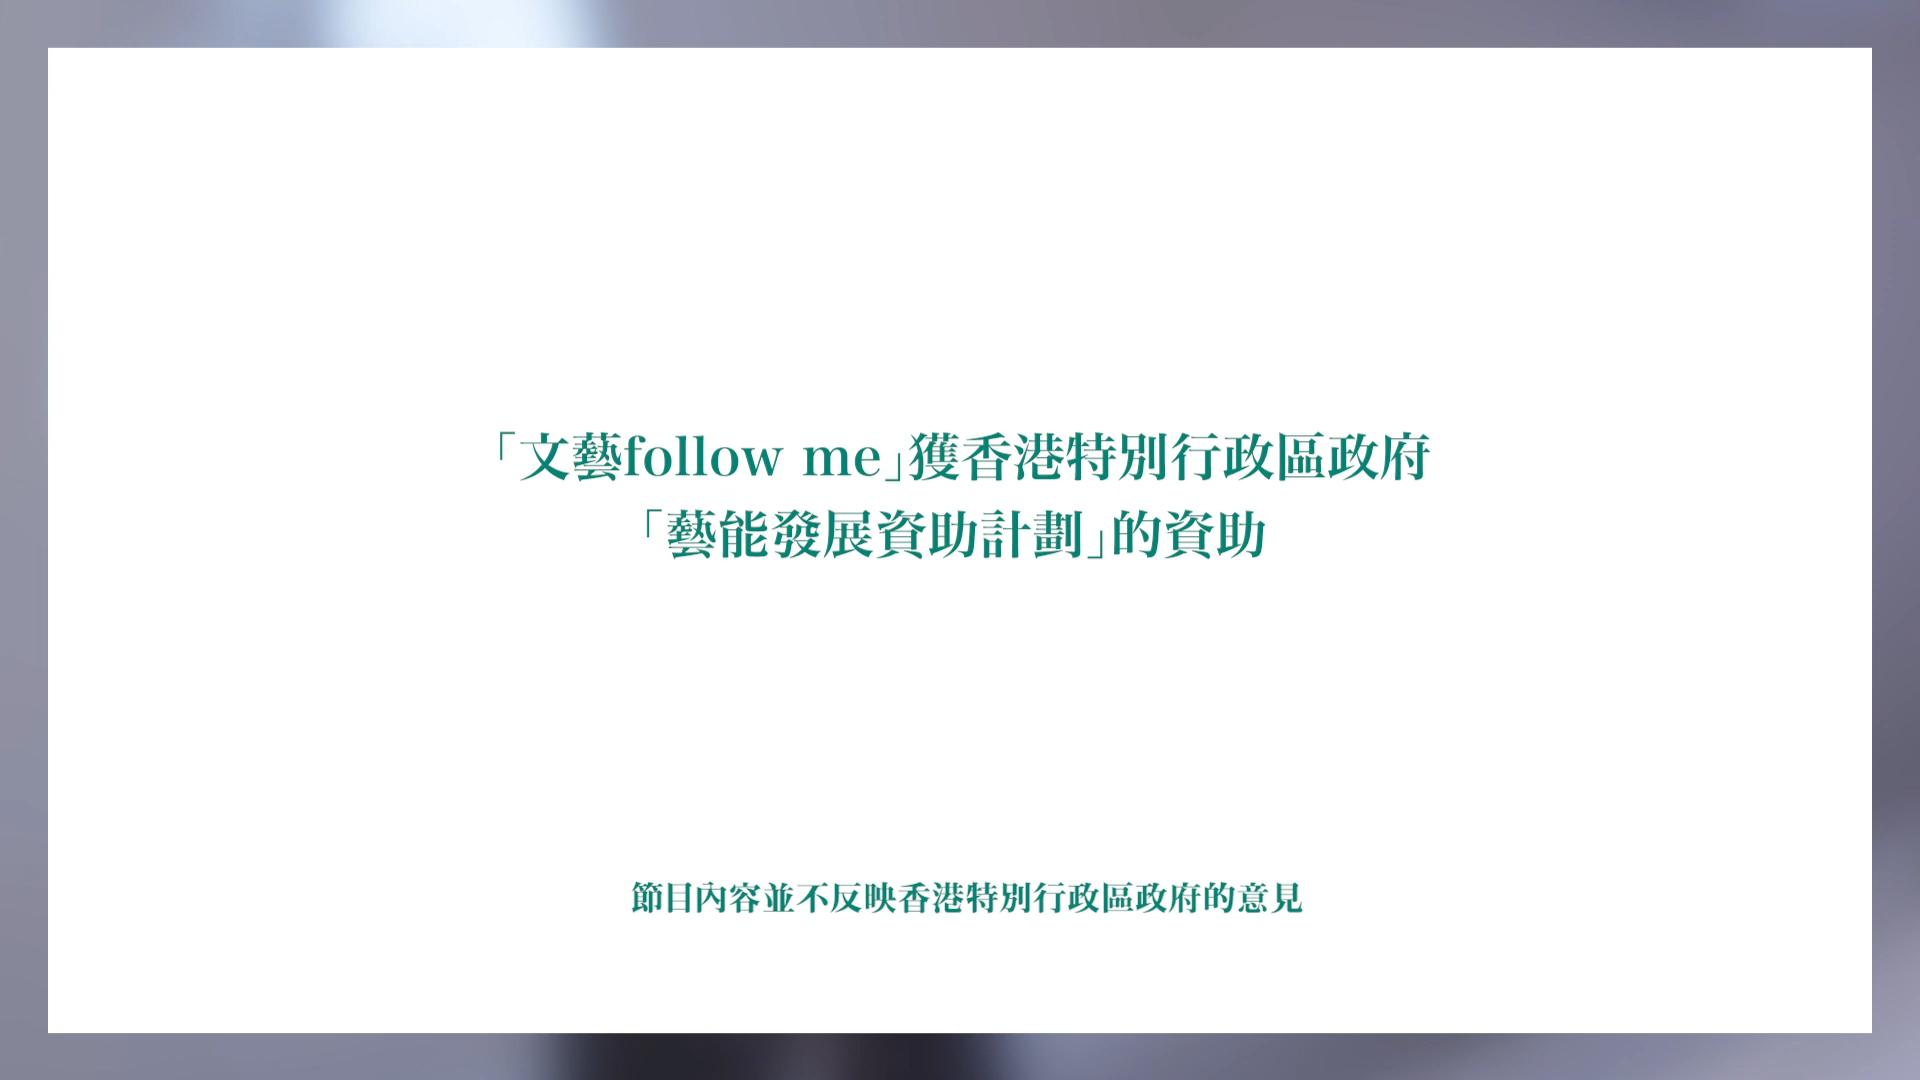 「文藝follow me」獲香港特別行政區政府
「藝能發展資助計劃」的資助
節目內容並不反映香港特別行政區政府的意見